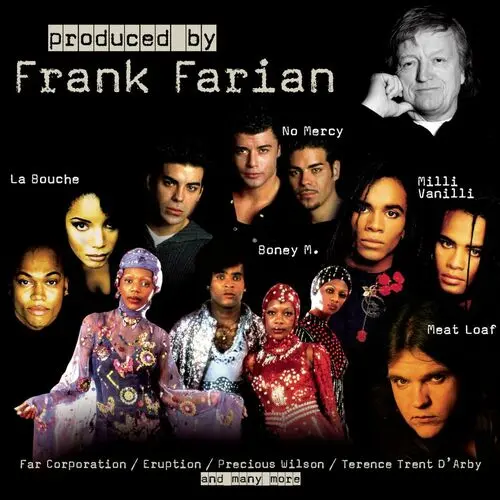 produced by
Frank Farian
No Mercy
La Bouche
Milli
Vanilli
Boney M.
Meat Loaf
Far Corporation / Eruption / Precious Wilson / Terence Trent D'Arby
and many more